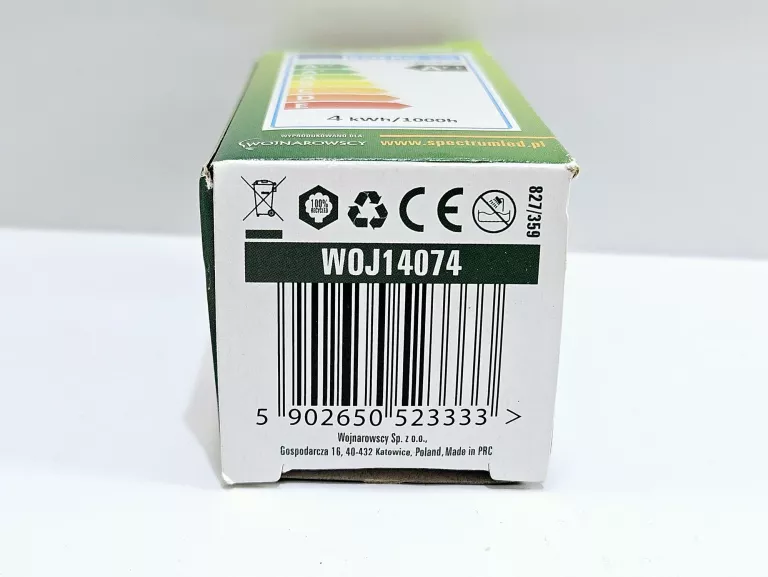 4 kWh/1000h
WYPRODUKOWANO DLA
WOJNAROWSCY
www.spectrumled.pl
100%
RECYCLED
CE
827/359
WOJ14074
5 902650 523333 >
Wojnarowscy Sp. z o.o.,
Gospodarcza 16, 40-432 Katowice, Poland, Made in PRC